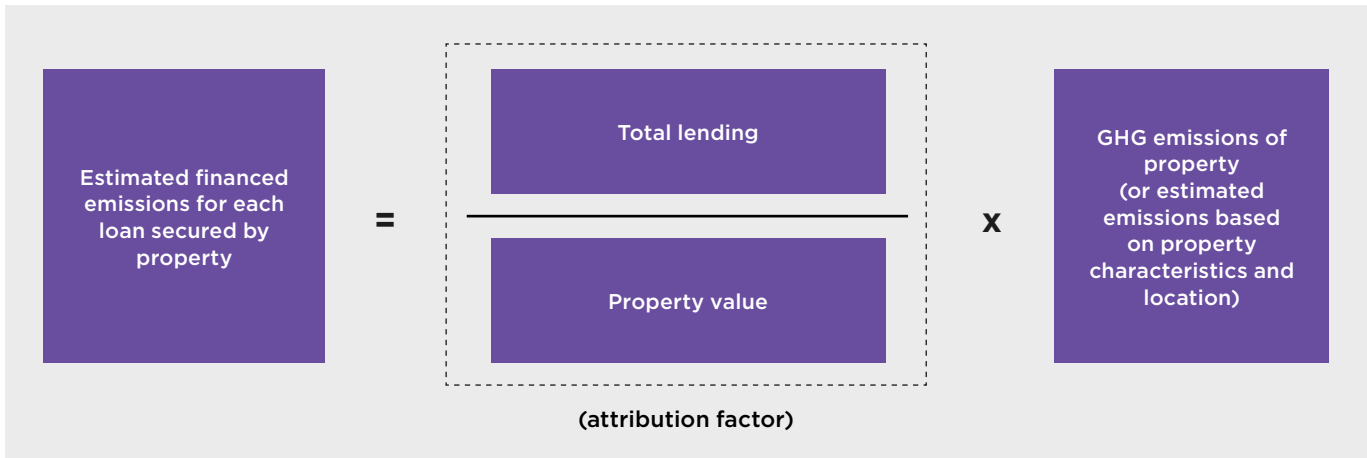 Estimated financed
emissions for each
loan secured by
property
=
Total lending
Property value
(attribution factor)
x
GHG emissions of
property
(or estimated
emissions based
on property
characteristics and
location)